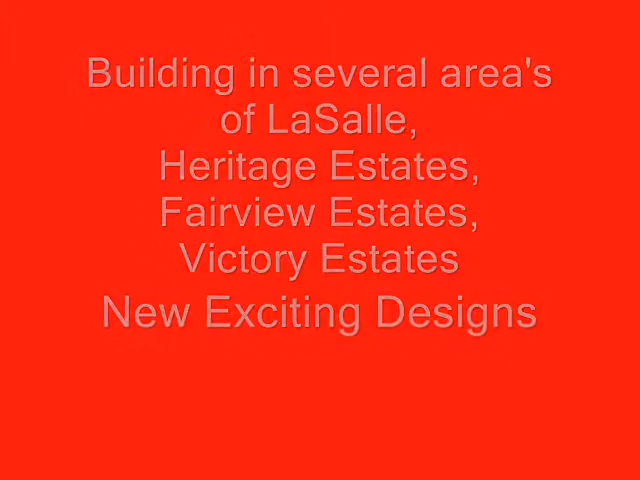 Building in several area's
of LaSalle,
Heritage Estates,
Fairview Estates,
Victory Estates
New Exciting Designs